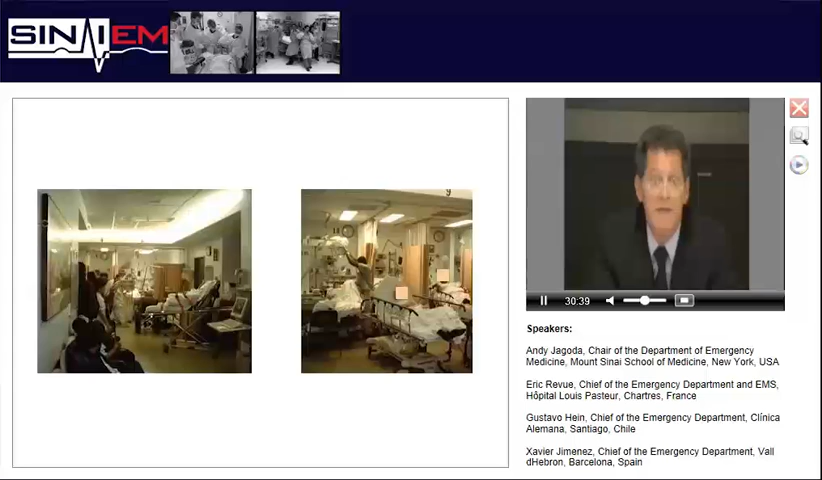 SINAEM
9
30:39
Speakers:
Andy Jagoda, Chair of the Department of Emergency
Medicine, Mount Sinai School of Medicine, New York, USA
Eric Revue, Chief of the Emergency Department and EMS,
Hôpital Louis Pasteur, Chartres, France
Gustavo Hein, Chief of the Emergency Department, Clínica
Alemana, Santiago, Chile
Xavier Jimenez, Chief of the Emergency Department, Vall
dHebron, Barcelona, Spain